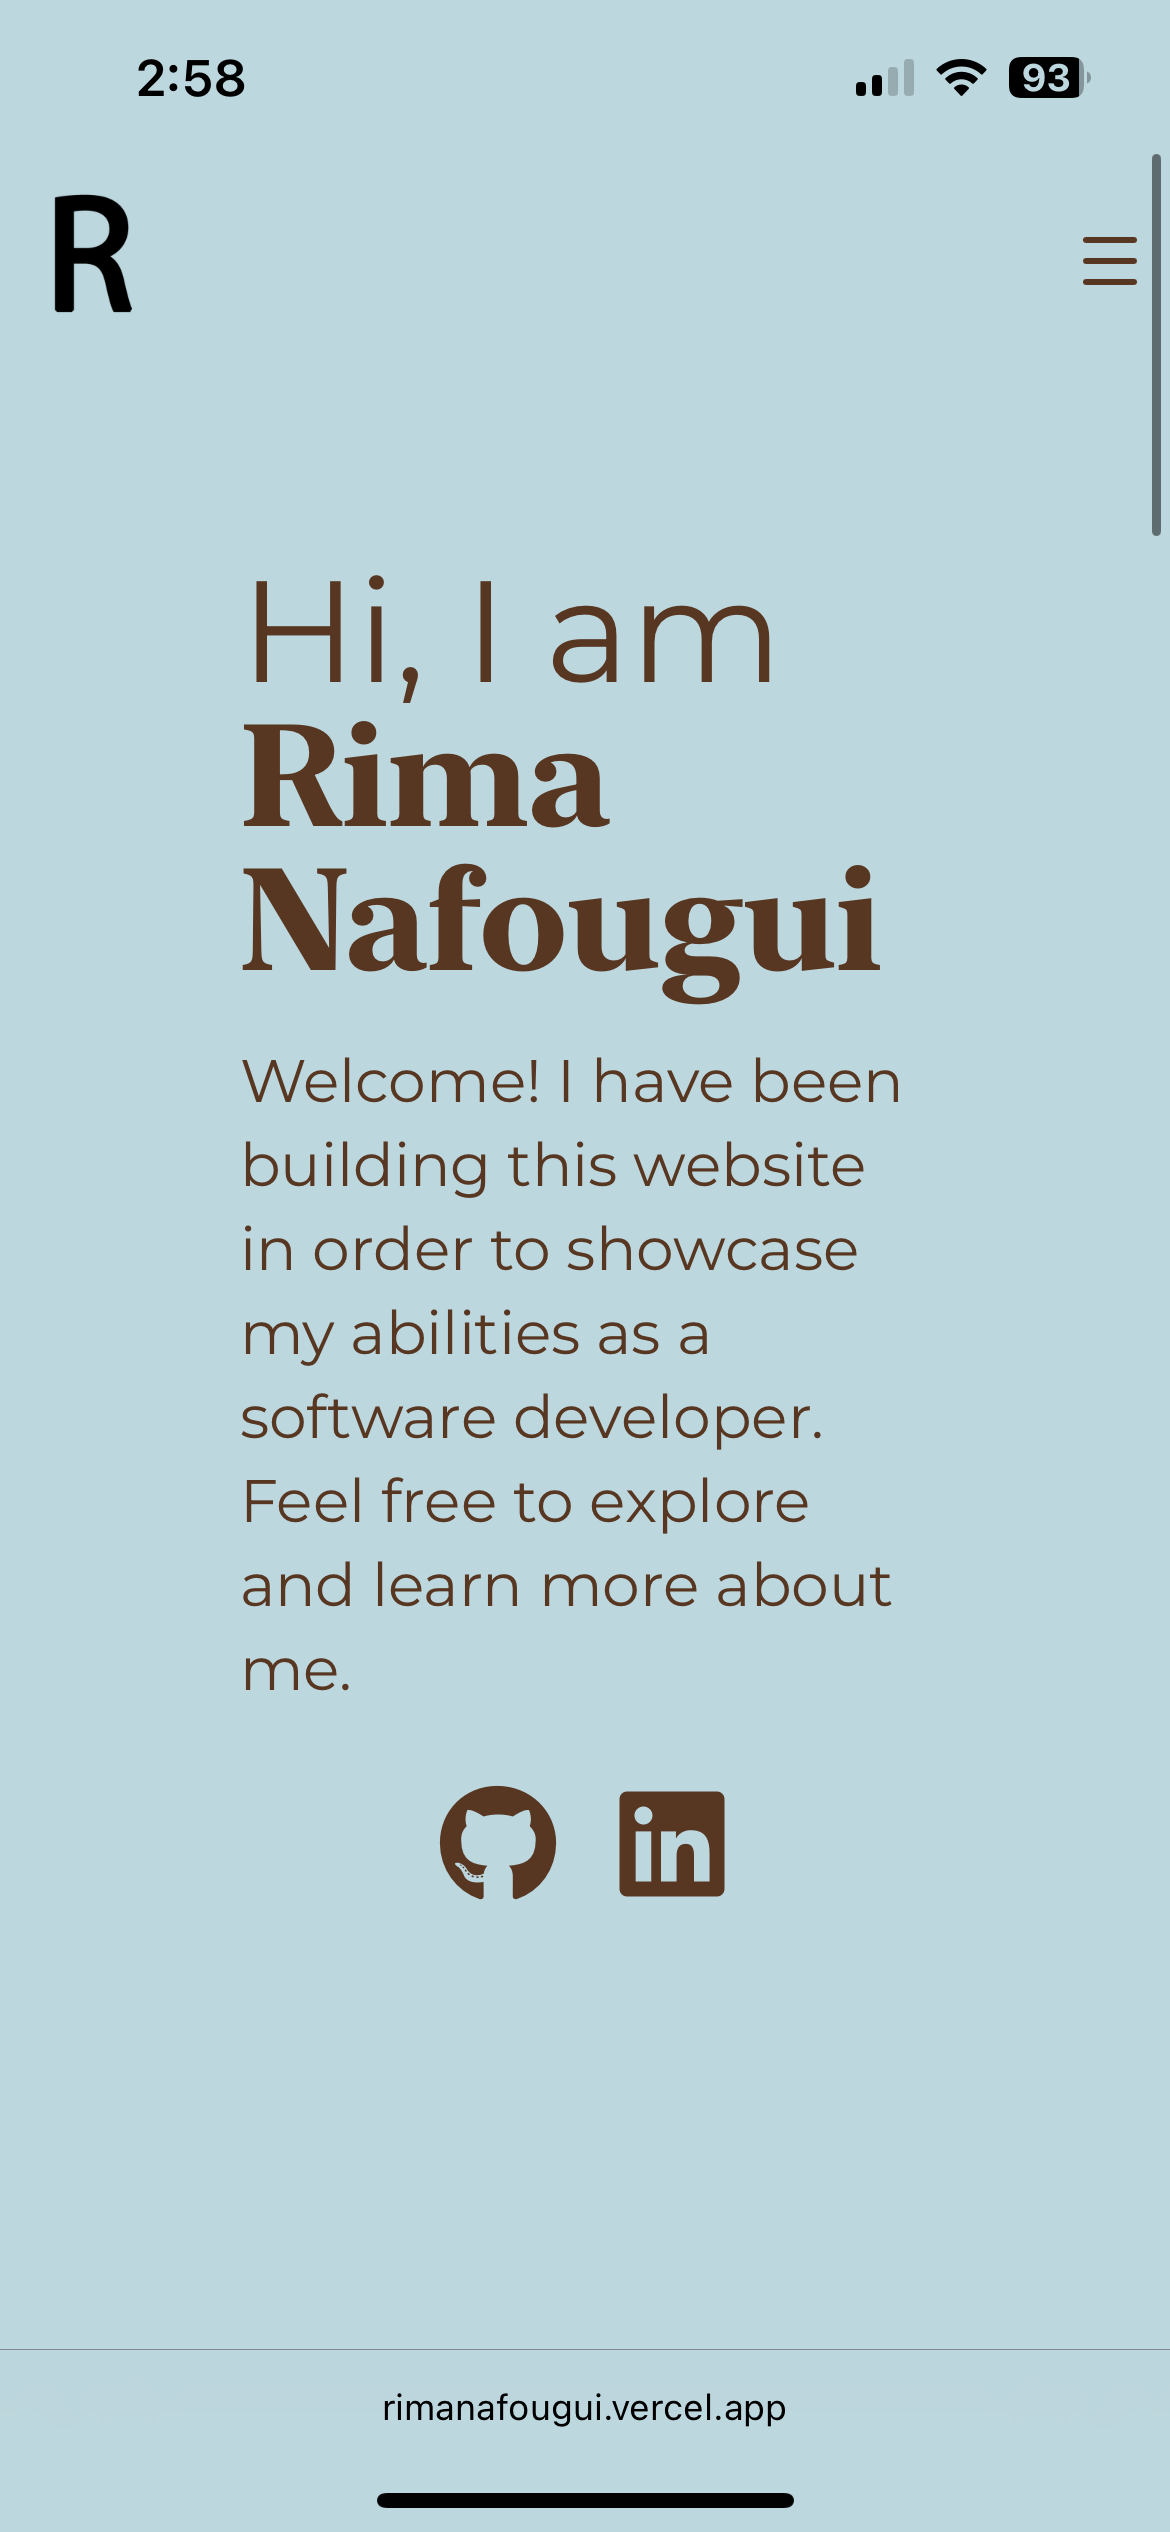 2:58
93
R
Hi, I am
Rima
Nafougui
Welcome! I have been
building this website
in order to showcase
my abilities as a
software developer.
Feel free to explore
and learn more about
me.
in
rimanafougui.vercel.app